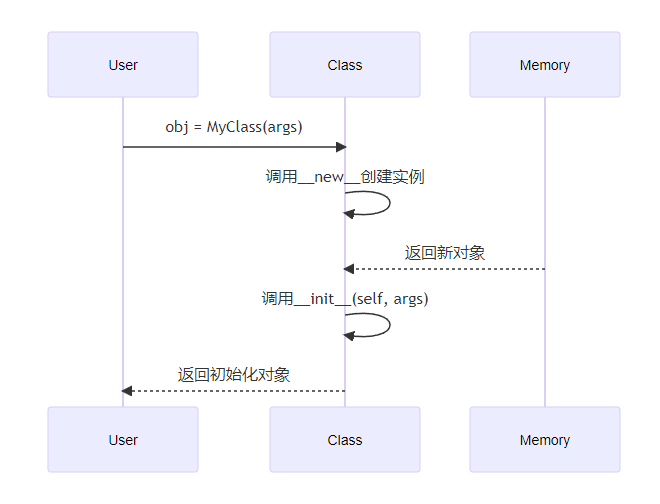 User
Class
Memory
obj = MyClass(args)
调用__new__创建实例
返回新对象
调用__init__(self, args)
返回初始化对象
User
Class
Memory